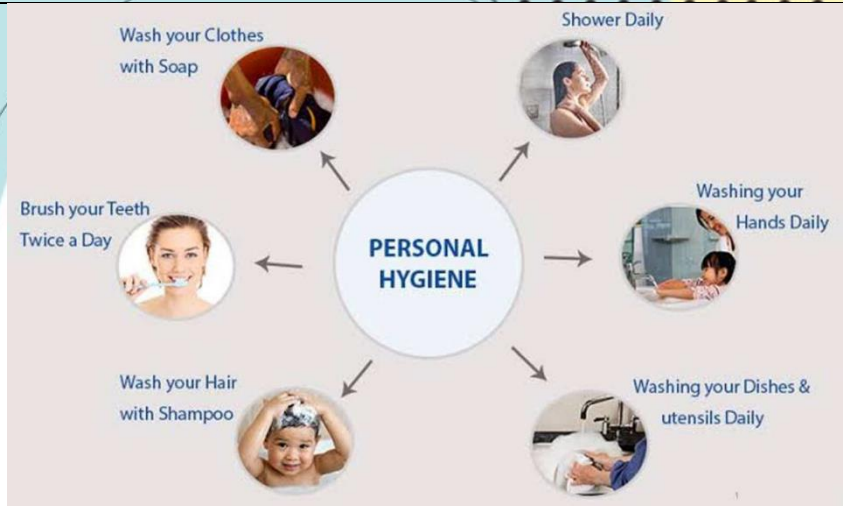 Shower Daily
Wash your Clothes
with Soap
Washing your
Hands Daily
Brush your Teeth
Twice a Day
PERSONAL
HYGIENE
Wash your Hair
with Shampoo
Washing your Dishes &
utensils Daily
1